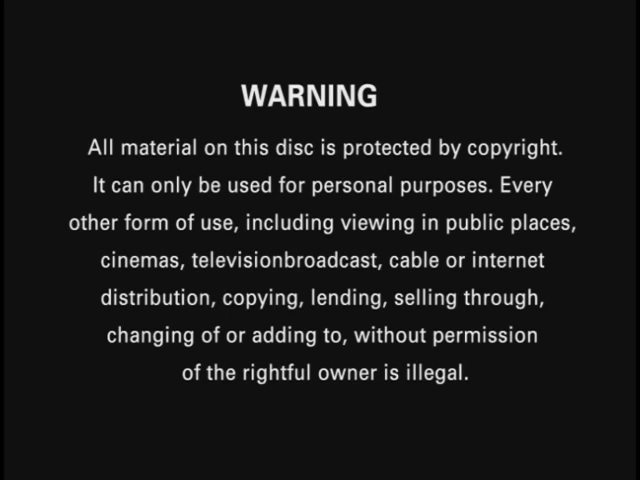 WARNING
All material on this disc is protected by copyright.
It can only be used for personal purposes. Every
other form of use, including viewing in public places,
cinemas, televisionbroadcast, cable or internet
distribution, copying, lending, selling through,
changing of or adding to, without permission
of the rightful owner is illegal.